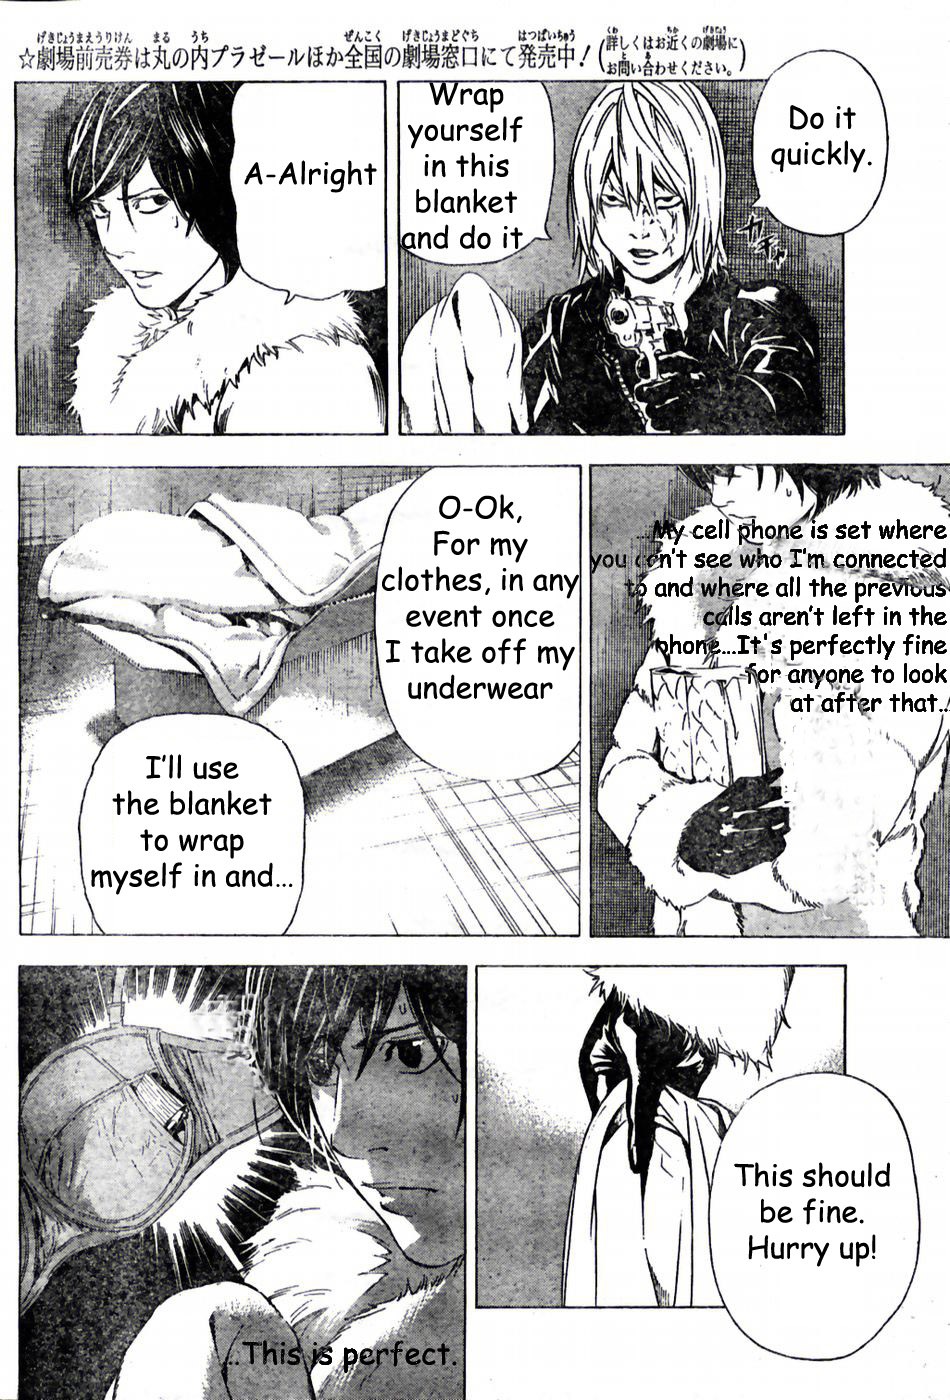 ☆劇場前売券は丸の内プラゼールほか全国の劇場窓口にて発売中！(詳しくはお近くの劇場に
お問い合わせください。)
Do it
quickly.
Wrap
yourself
in this
blanket
and do it
ガチャ
A-Alright
...My cell phone is set where
you can't see who I'm connected
to and where all the previous
calls aren't left in the
phone...It's perfectly fine
for anyone to look
at after that..
O-Ok,
For my
clothes, in any
event once
I take off my
underwear
I'll use
the blanket
to wrap
myself in and...
This should
be fine.
Hurry up!
...This is perfect.